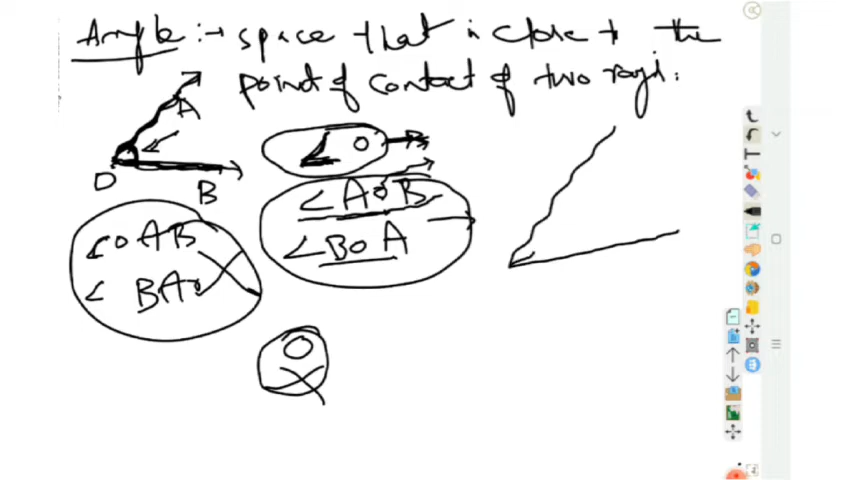 Angle :→ space that is close to the
point of contact of two rays.
A
O
B
∠ O
∠ AOB
∠ BOA
∠ OAB
∠ BAO
O